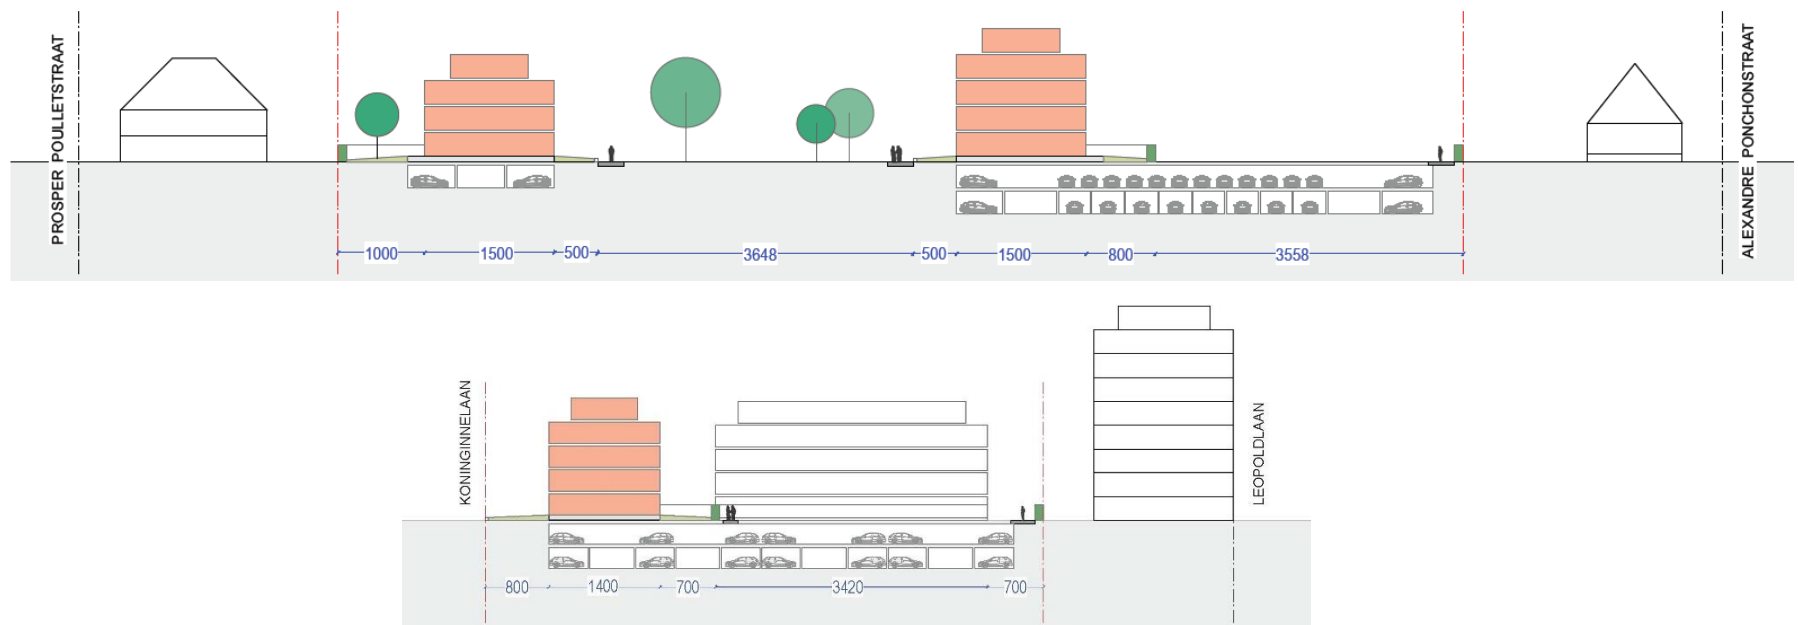 PROSPER POULLETSTRAAT
ALEXANDRE PONCHONSTRAAT
1000 1500 500 3648 500 1500 800 3558
KONINGINNELAAN
LEOPOLDLAAN
800 1400 700 3420 700